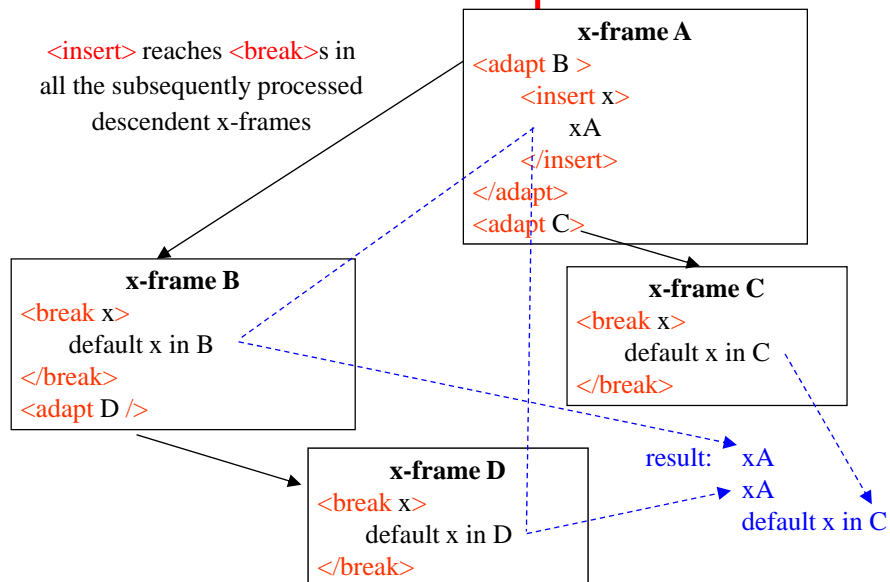 <insert> reaches <break>s in
all the subsequently processed
descendent x-frames
x-frame A
<adapt B >
<insert x>
xA
</insert>
</adapt>
<adapt C>
x-frame B
<break x>
default x in B
</break>
<adapt D />
x-frame C
<break x>
default x in C
</break>
x-frame D
<break x>
default x in D
</break>
result: xA
xA
default x in C